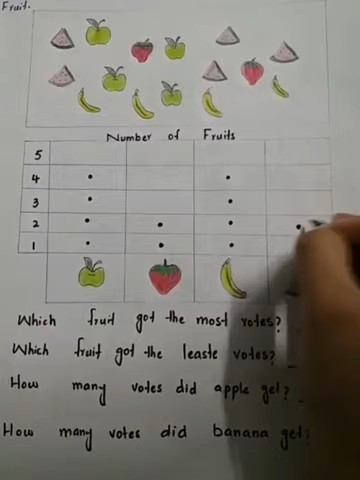 Fruit.
Number of Fruits
5
4
3
2
1
Which fruit got the most votes?
Which fruit got the leaste votes?
How many votes did apple get?
How many votes did banana get?